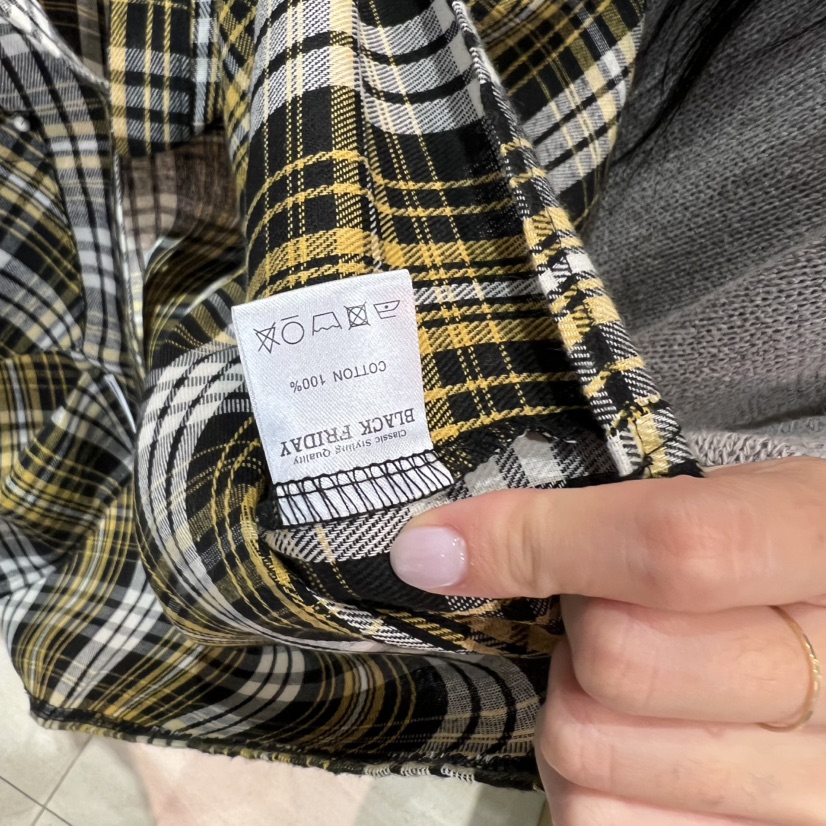 Classic Styling Quality
BLACK FRIDAY
COTTON 100%